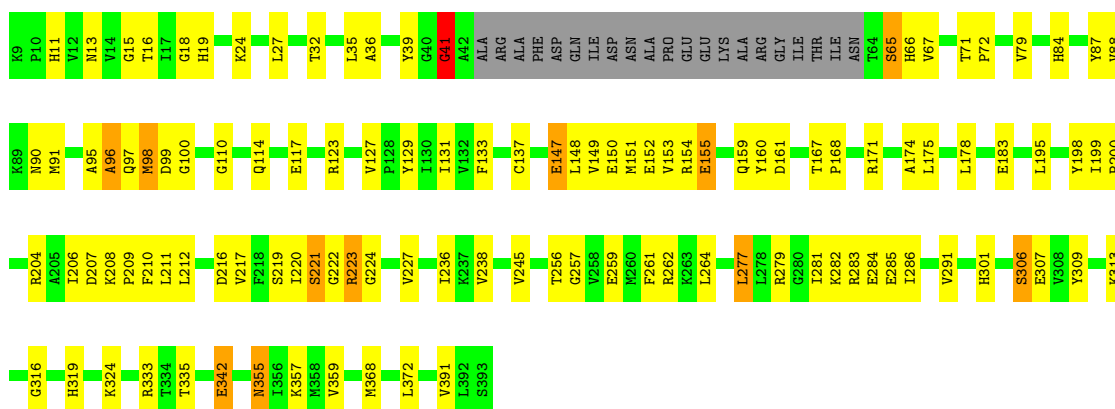 K9 P10 H11 V12 N13 V14 G15 T16 I17 G18 H19 K24 L27 T32 L35 A36 Y39 G40 G41 A42 ALA ARG ALA PHE ASP GLN ILE ASP ASN ALA PRO GLU GLU LYS ALA ARG GLY ILE THR ILE ASN T64 S65 H66 V67 T71 P72 V79 H84 Y87 V88
K89 N90 M91 A95 A96 Q97 M98 D99 G100 G110 Q114 E117 R123 V127 P128 Y129 I130 I131 V132 F133 C137 E147 L148 V149 E150 M151 E152 V153 R154 E155 Q159 Y160 D161 T167 P168 R171 A174 L175 L178 E183 L195 Y198 I199 P200
R204 A205 I206 D207 K208 P209 F210 L211 L212 D216 V217 F218 S219 I220 S221 G222 R223 G224 V227 I236 K237 V238 V245 T256 G257 V258 E259 M260 F261 R262 K263 L264 L277 L278 R279 G280 I281 K282 R283 E284 E285 I286 V291 H301 S306 E307 V308 Y309 K313
G316 H319 K324 R333 T334 T335 E342 N355 I356 K357 M358 V359 M368 L372 V391 L392 S393